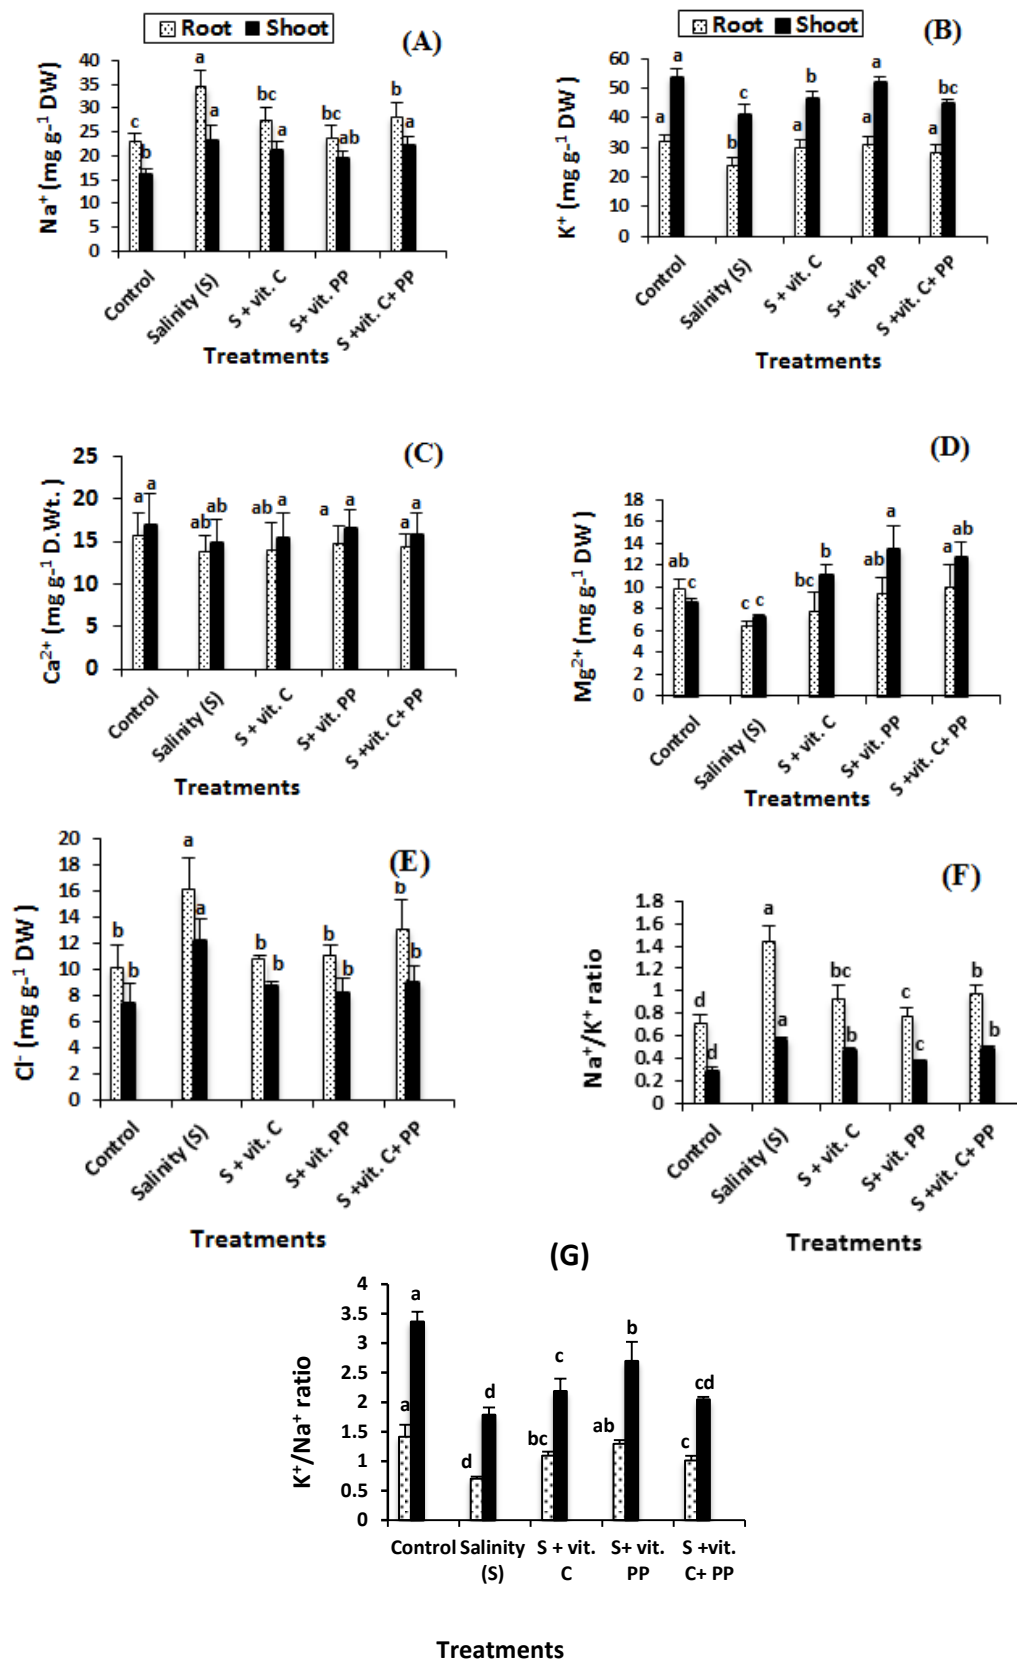 Root Shoot
(A)
Na⁺ (mg g⁻¹ DW)
40
35
30
25
20
15
10
5
0
c b a a bc a bc ab b a
Control
Salinity (S)
S + vit. C
S+ vit. PP
S +vit. C+ PP
Treatments
Root Shoot
(B)
K⁺ (mg g⁻¹ DW)
60
50
40
30
20
10
0
a a b c a b a a a bc
Control
Salinity (S)
S + vit. C
S+ vit. PP
S +vit. C+ PP
Treatments
(C)
Ca²⁺ (mg g⁻¹ D.Wt.)
25
20
15
10
5
0
a a ab ab ab a a a a a
Control
Salinity (S)
S + vit. C
S+ vit. PP
S +vit. C+ PP
Treatments
(D)
Mg²⁺ (mg g⁻¹ DW)
18
16
14
12
10
8
6
4
2
0
ab c c c bc b ab a a ab
Control
Salinity (S)
S + vit. C
S+ vit. PP
S +vit. C+ PP
Treatments
(E)
Cl⁻ (mg g⁻¹ DW )
20
18
16
14
12
10
8
6
4
2
0
b b a a b b b b b b
Control
Salinity (S)
S + vit. C
S+ vit. PP
S +vit. C+ PP
Treatments
(F)
Na⁺/K⁺ ratio
1.8
1.6
1.4
1.2
1
0.8
0.6
0.4
0.2
0
d d a a bc b c c b b
Control
Salinity (S)
S + vit. C
S+ vit. PP
S +vit. C+ PP
Treatments
(G)
K⁺/Na⁺ ratio
4
3.5
3
2.5
2
1.5
1
0.5
0
a a d d bc c ab b c cd
Control Salinity S + vit. S+ vit. S +vit.
(S) C PP C+ PP
Treatments